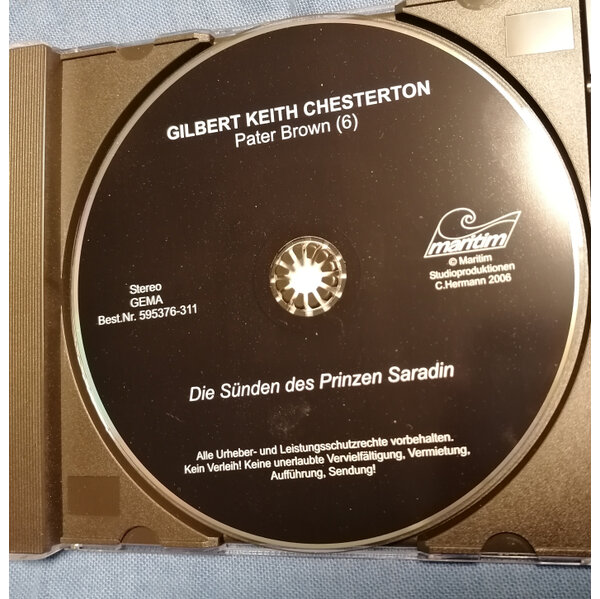 GILBERT KEITH CHESTERTON
Pater Brown (6)
maritim
© Maritim
Studioproduktionen
C.Hermann 2006
Stereo
GEMA
Best.Nr. 595376-311
Die Sünden des Prinzen Saradin
Alle Urheber- und Leistungsschutzrechte vorbehalten.
Kein Verleih! Keine unerlaubte Vervielfältigung, Vermietung,
Aufführung, Sendung!